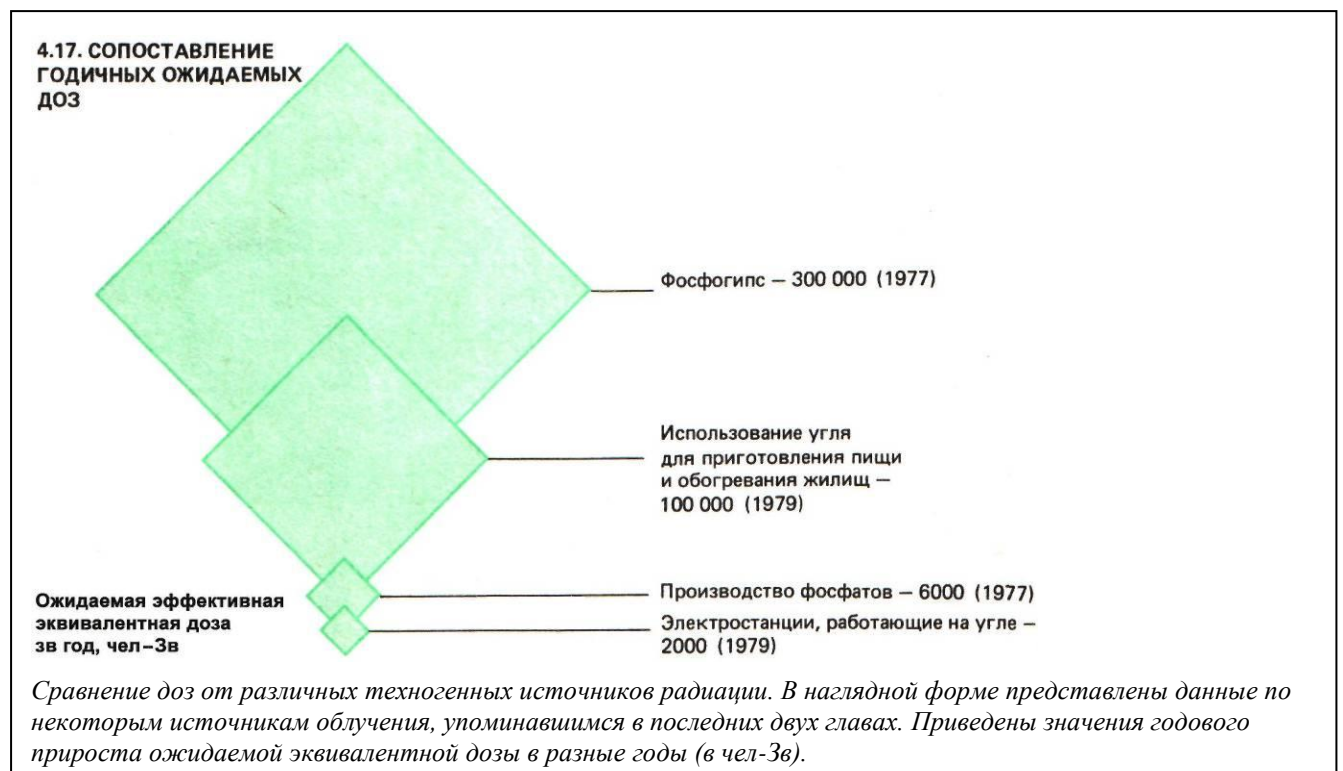 4.17. СОПОСТАВЛЕНИЕ
ГОДИЧНЫХ ОЖИДАЕМЫХ
ДОЗ
Фосфогипс — 300 000 (1977)
Использование угля
для приготовления пищи
и обогревания жилищ —
100 000 (1979)
Производство фосфатов — 6000 (1977)
Электростанции, работающие на угле —
2000 (1979)
Ожидаемая эффективная
эквивалентная доза
зв год, чел-Зв
Сравнение доз от различных техногенных источников радиации. В наглядной форме представлены данные по
некоторым источникам облучения, упоминавшимся в последних двух главах. Приведены значения годового
прироста ожидаемой эквивалентной дозы в разные годы (в чел-Зв).